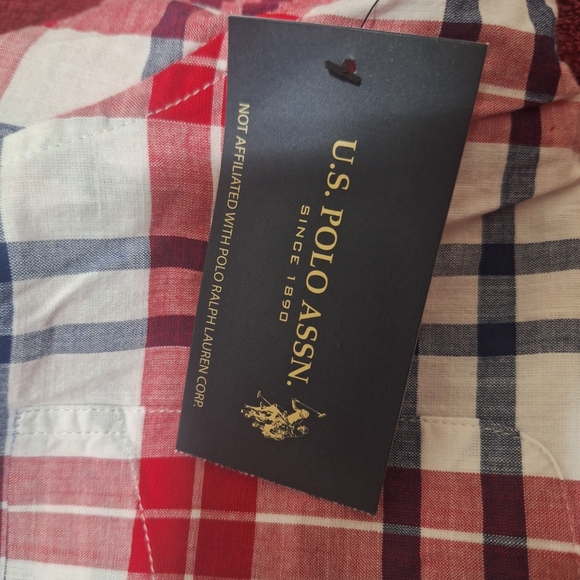 U.S. POLO ASSN.
SINCE 1890
NOT AFFILIATED WITH POLO RALPH LAUREN CORP.